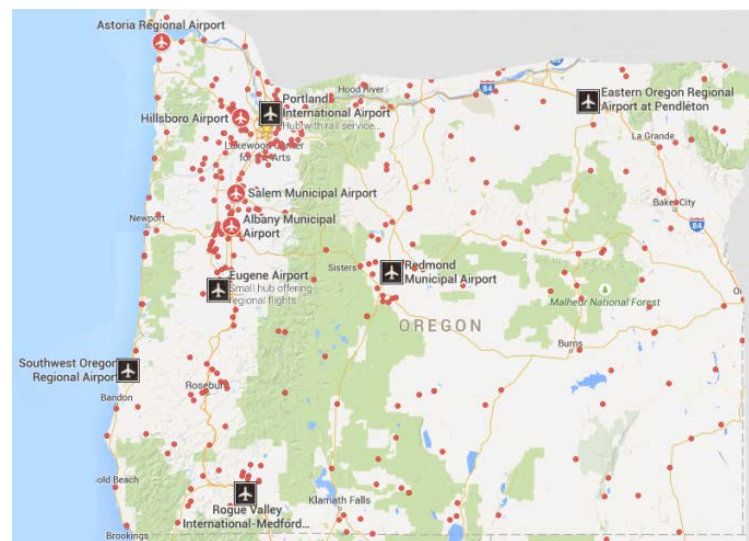 Astoria Regional Airport
Hood River
84
Portland
International Airport
Hub with rail service...
Hillsboro Airport
Lakewood Center
for the Arts
Eastern Oregon Regional
Airport at Pendleton
La Grande
Salem Municipal Airport
Baker City
84
Newport
Albany Municipal
Airport
Sisters
Redmond
Municipal Airport
Eugene Airport
Small hub offering
regional flights
Malheur National Forest
OREGON
Burns
Southwest Oregon
Regional Airport
Bandon
Roseburg
old Beach
Rogue Valley
International-Medford...
Klamath Falls
Brookings